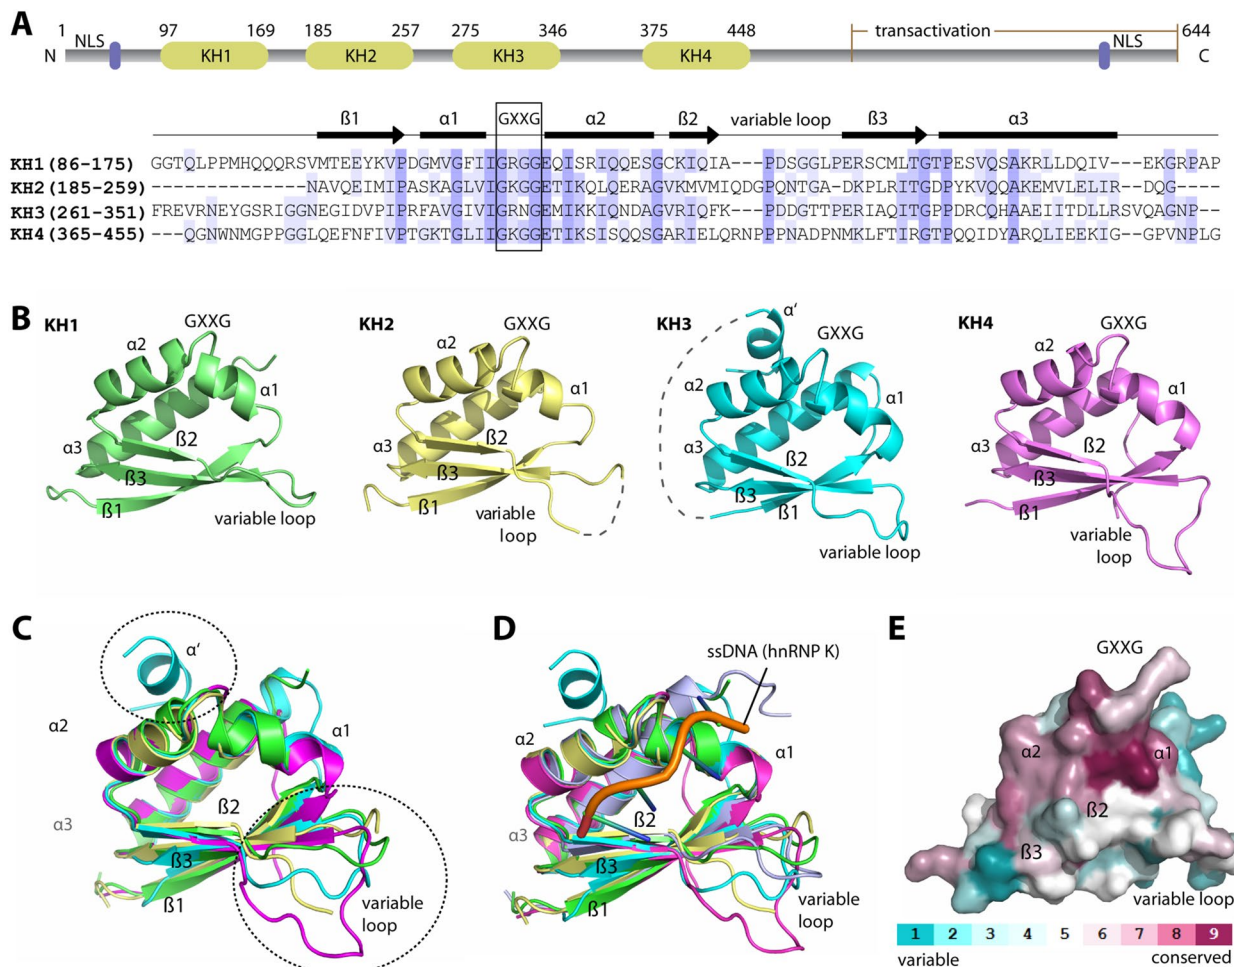 A
1 97 169 185 257 275 346 375 448 transactivation 644
NLS NLS
N KH1 KH2 KH3 KH4 C
GXXG
ß1 α1 α2 ß2 variable loop ß3 α3
KH1(86-175) GGTQLPPMHQQQRSVMTEEYKVPDGMVGFIIGRGGEQISRIQQESGCKIQIA---PDSGGLPERSCMLTGTPESVQSAKRLLDQIV---EKGRPAP
KH2(185-259) --------------NAVQEIMIPASKAGLVIGKGGETIKQLQERAGVKMVMIQDGPQNTGA-DKPLRITGDPYKVQQAKEMVLELIR--DQG----
KH3(261-351) FREVRNEYGSRIGGNEGIDVPIPRFAVGIVIGRNGEMIKKIQNDAGVRIQFK---PDDGTTPERIAQITGPPDRCQHAAEIITDLLRSVQAGNP--
KH4(365-455) ---QGNWNMGPPGGLQEFNFIVPTGKTGLIIGKGGETIKSISQQSGARIELQRNPPPNADPNMKLFTIRGTPQQIDYARQLIEEKIG--GPVNPLG
B
KH1 GXXG
α2
α1
α3
ß2
ß3
ß1
variable loop
KH2 GXXG
α2
α1
α3
ß2
ß3
ß1
variable
loop
KH3 α‘
GXXG
α2
α1
α3
ß2
ß3
ß1
variable loop
KH4 GXXG
α2
α1
α3
ß2
ß3
ß1
variable
loop
C
α‘
α2
α1
ß2
α3
ß3
ß1
variable
loop
D
ssDNA (hnRNP K)
α2
α1
ß2
α3
ß3
ß1
variable
loop
E
GXXG
α2 α1
ß2
ß3
variable loop
1 2 3 4 5 6 7 8 9
variable conserved